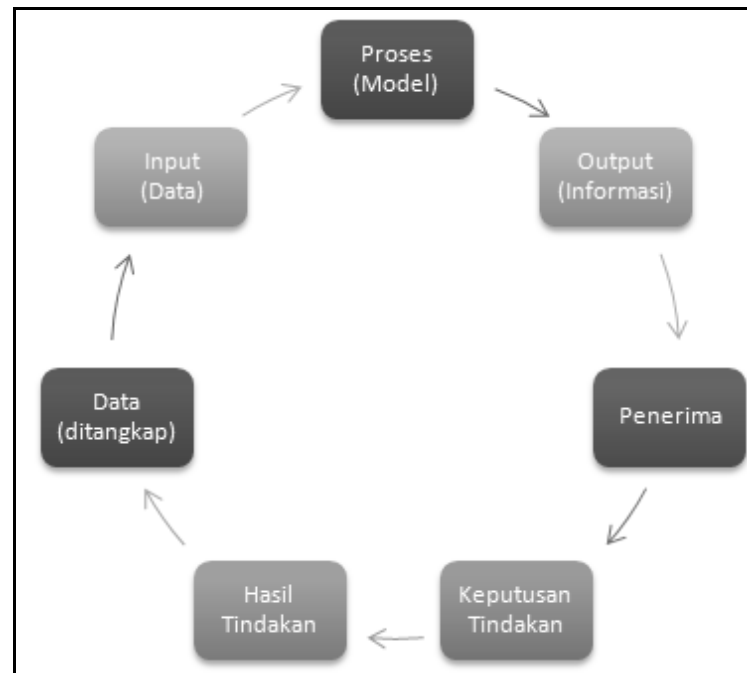 Proses
(Model)
Output
(Informasi)
Penerima
Keputusan
Tindakan
Hasil
Tindakan
Data
(ditangkap)
Input
(Data)